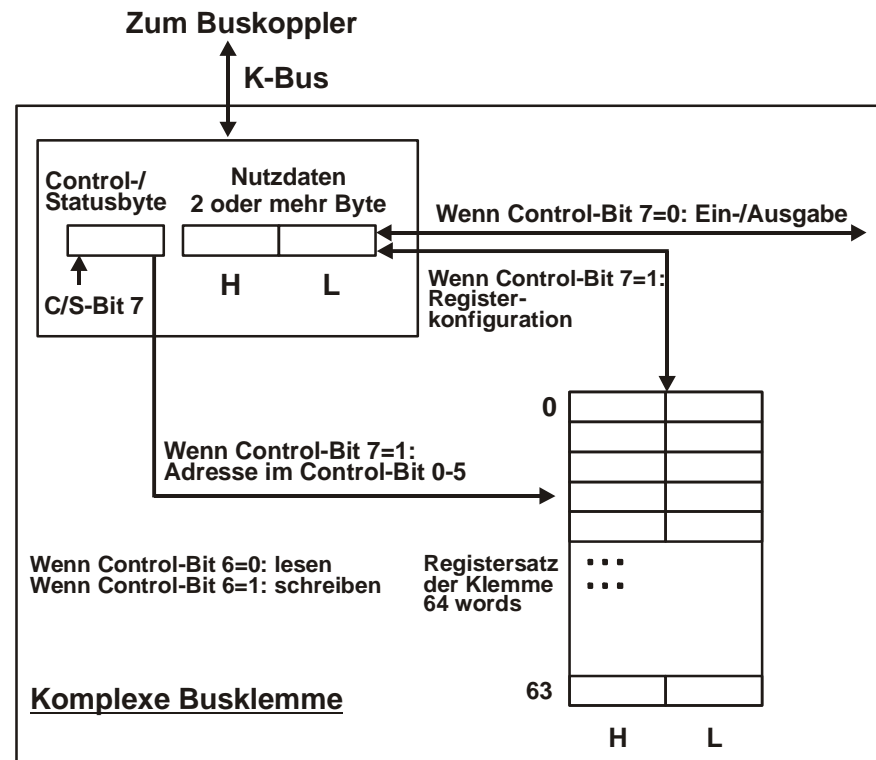 Zum Buskoppler
K-Bus
Control-/
Statusbyte
Nutzdaten
2 oder mehr Byte
Wenn Control-Bit 7=0: Ein-/Ausgabe
H L
C/S-Bit 7
Wenn Control-Bit 7=1:
Register-
konfiguration
0
Wenn Control-Bit 7=1:
Adresse im Control-Bit 0-5
Wenn Control-Bit 6=0: lesen
Wenn Control-Bit 6=1: schreiben
Registersatz
der Klemme
64 words
63
Komplexe Busklemme
H L